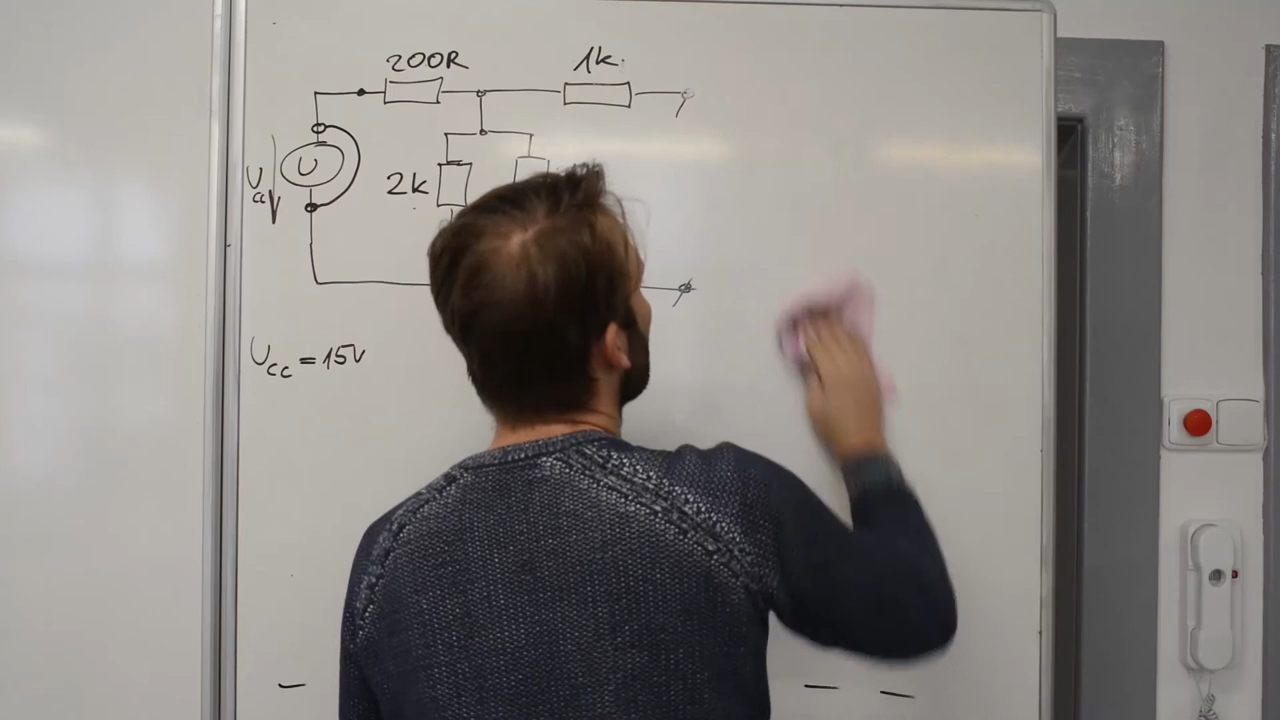 200R
1k.
U
Ucc
2k
Ucc = 15V